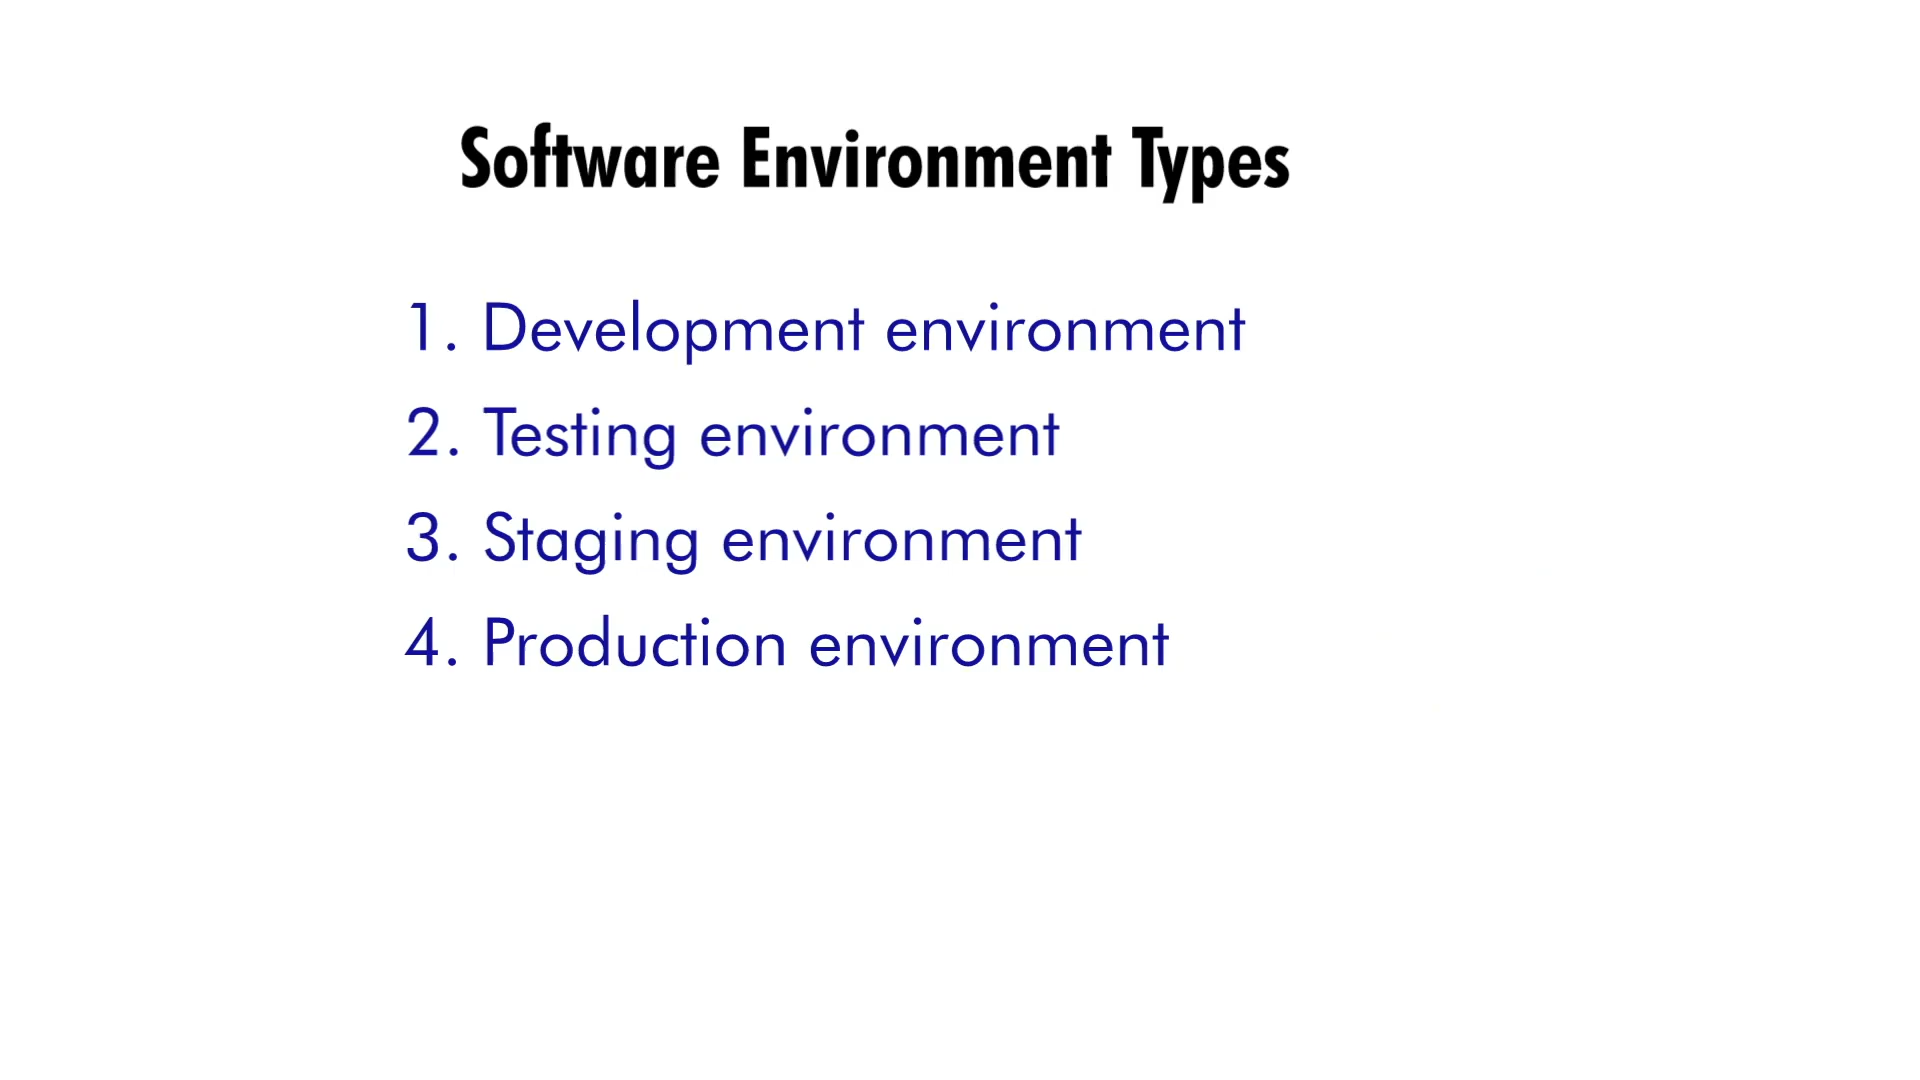 Software Environment Types
1. Development environment
2. Testing environment
3. Staging environment
4. Production environment